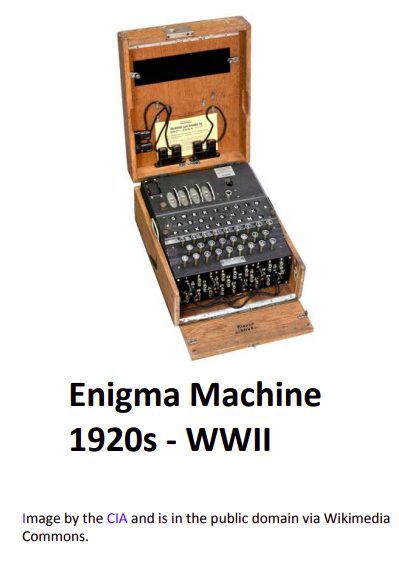 Enigma Machine
1920s - WWII
Image by the CIA and is in the public domain via Wikimedia
Commons.